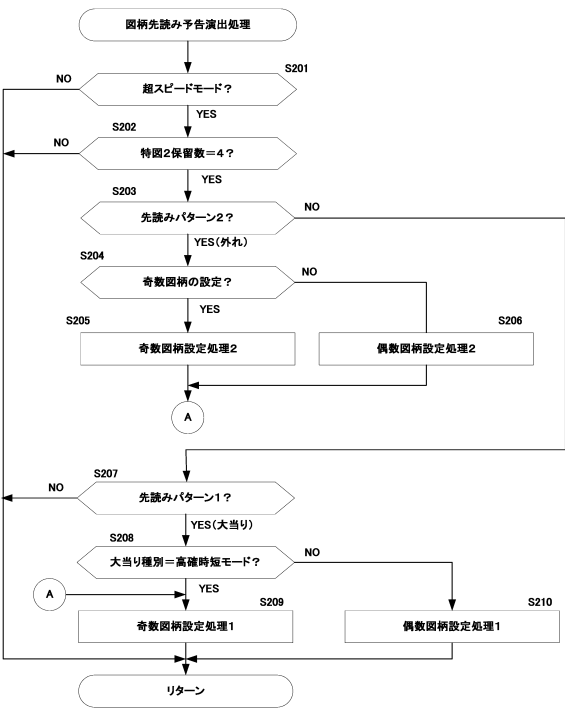 図柄先読み予告演出処理
S201
NO
超スピードモード？
YES
S202
NO
特図２保留数＝４？
YES
S203
NO
先読みパターン２？
YES（外れ）
S204
NO
奇数図柄の設定？
YES
S205
S206
奇数図柄設定処理２
偶数図柄設定処理２
A
S207
NO
先読みパターン１？
YES（大当り）
S208
NO
大当り種別＝高確時短モード？
A
YES
S209
S210
奇数図柄設定処理１
偶数図柄設定処理１
リターン